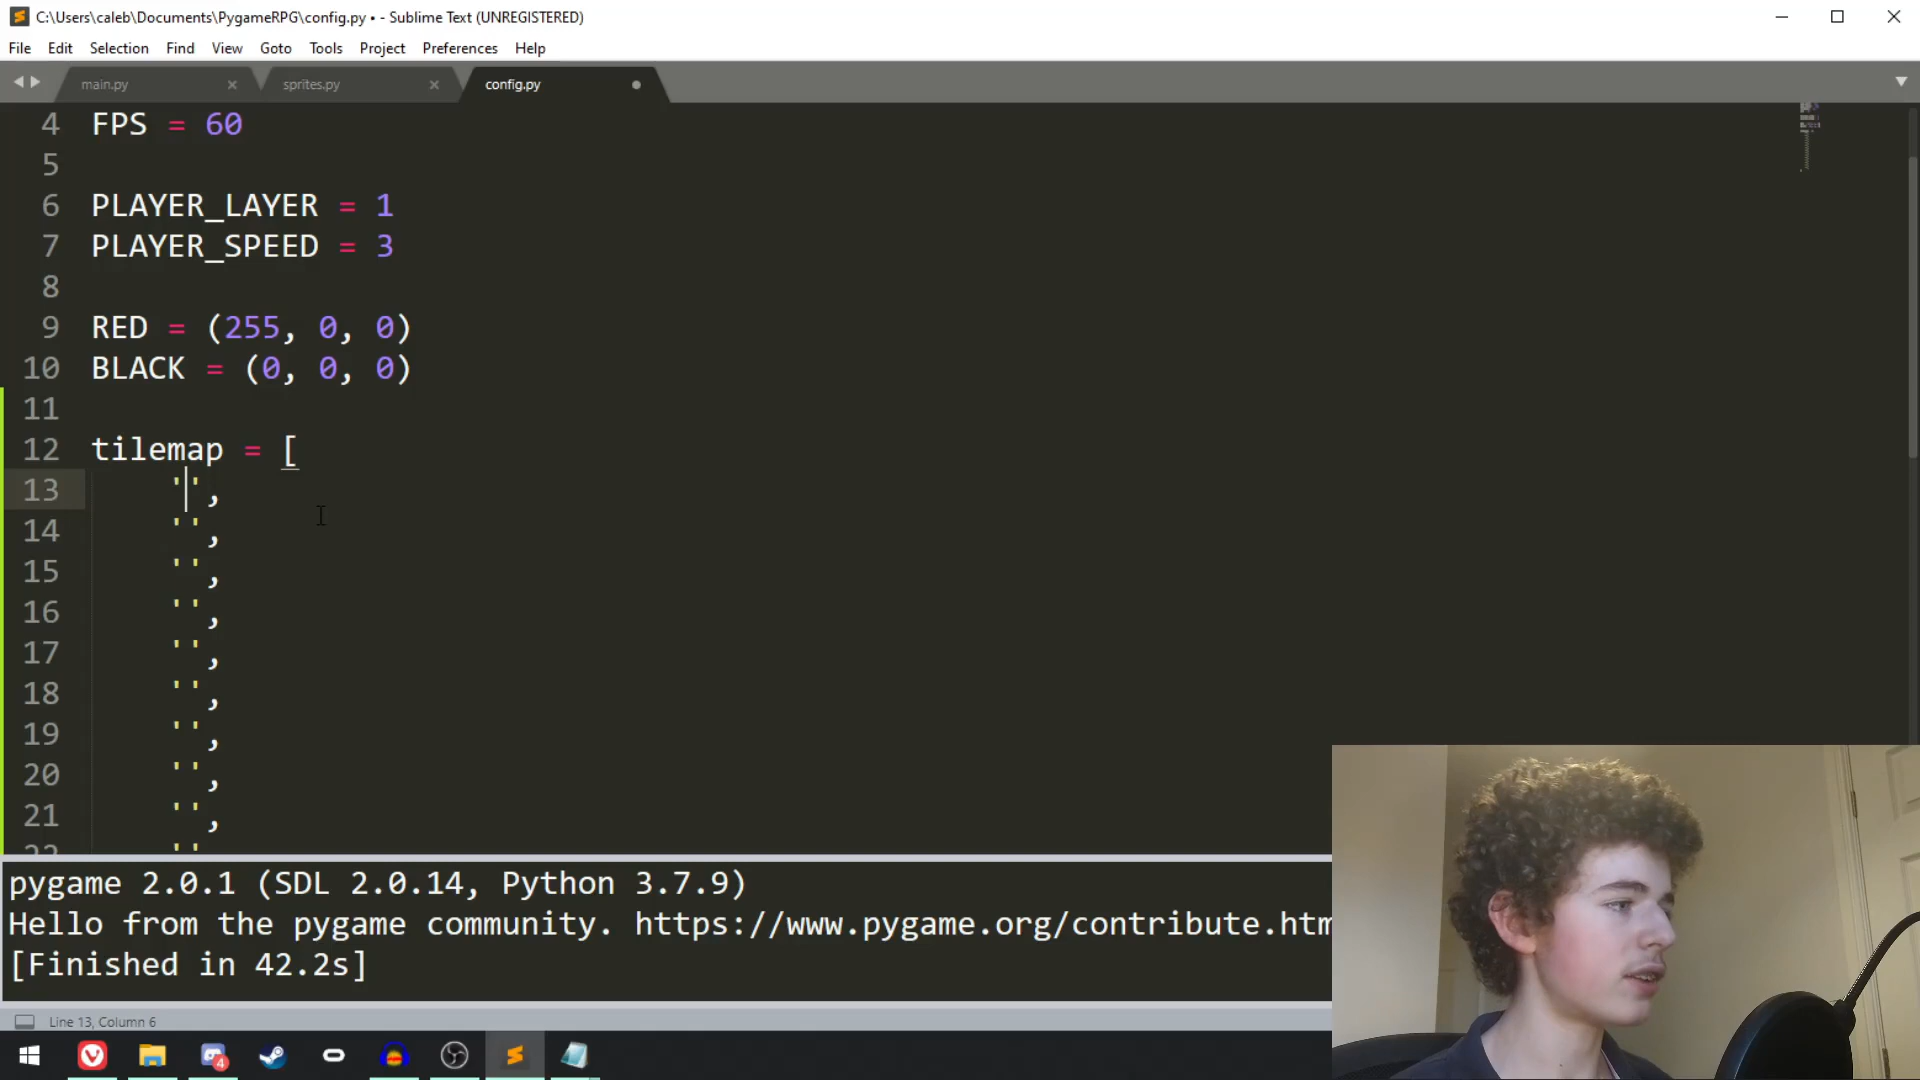 C:\Users\caleb\Documents\PygameRPG\config.py • - Sublime Text (UNREGISTERED)
File Edit Selection Find View Goto Tools Project Preferences Help
main.py sprites.py config.py
4 FPS = 60
5
6 PLAYER_LAYER = 1
7 PLAYER_SPEED = 3
8
9 RED = (255, 0, 0)
10 BLACK = (0, 0, 0)
11
12 tilemap = [
13 '',
14 '',
15 '',
16 '',
17 '',
18 '',
19 '',
20 '',
21 '',
22 ''
pygame 2.0.1 (SDL 2.0.14, Python 3.7.9)
Hello from the pygame community. https://www.pygame.org/contribute.htm
[Finished in 42.2s]
Line 13, Column 6
4